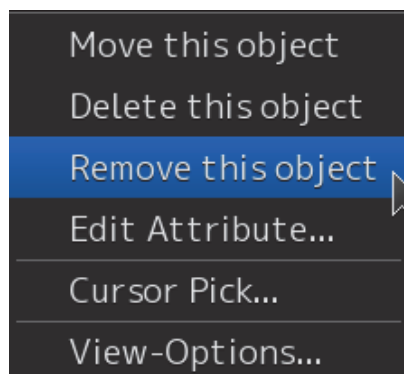 Move this object
Delete this object
Remove this object
Edit Attribute...
Cursor Pick...
View-Options...